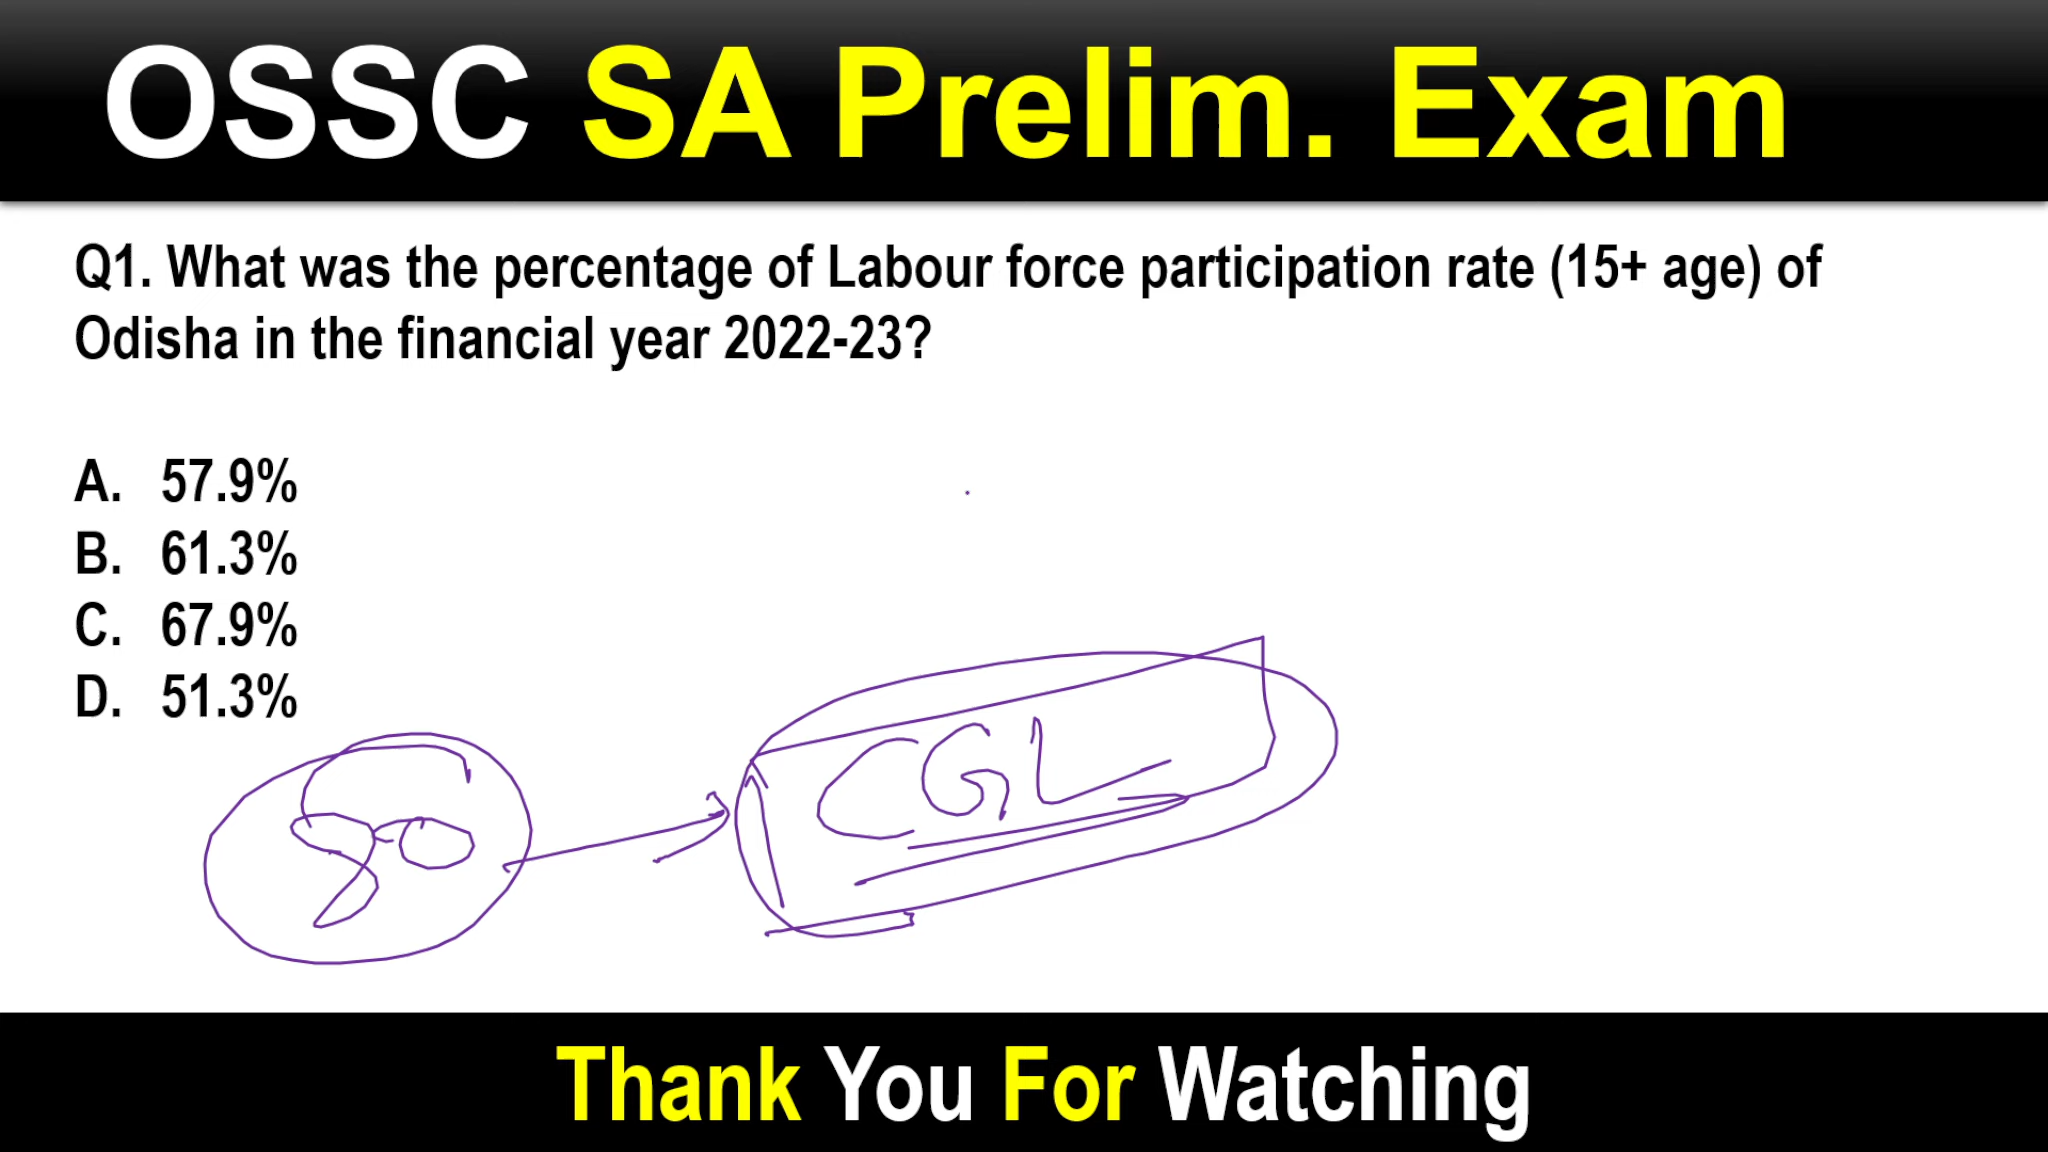 OSSC SA Prelim. Exam
Q1. What was the percentage of Labour force participation rate (15+ age) of
Odisha in the financial year 2022-23?
A. 57.9%
B. 61.3%
C. 67.9%
D. 51.3%
80
CGL
Thank You For Watching